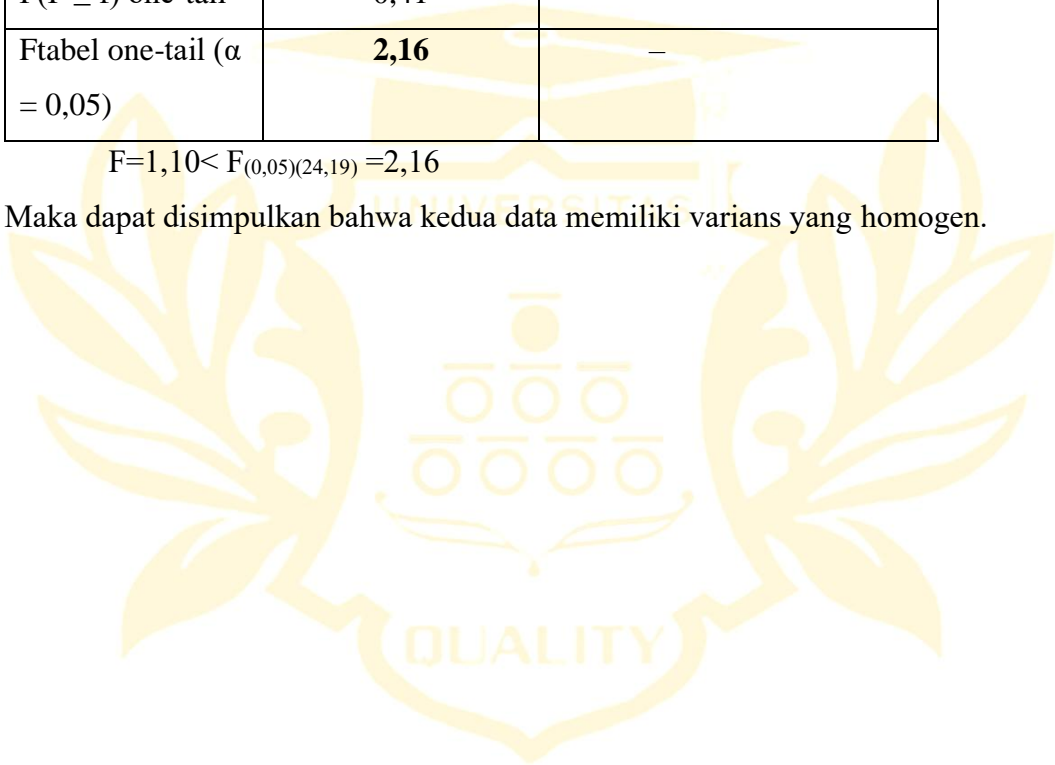 Ftabel one-tail (α 2,16 –
= 0,05)
F=1,10< F(0,05)(24,19) =2,16
UNIVERSITAS
Maka dapat disimpulkan bahwa kedua data memiliki varians yang homogen.
QUALITY